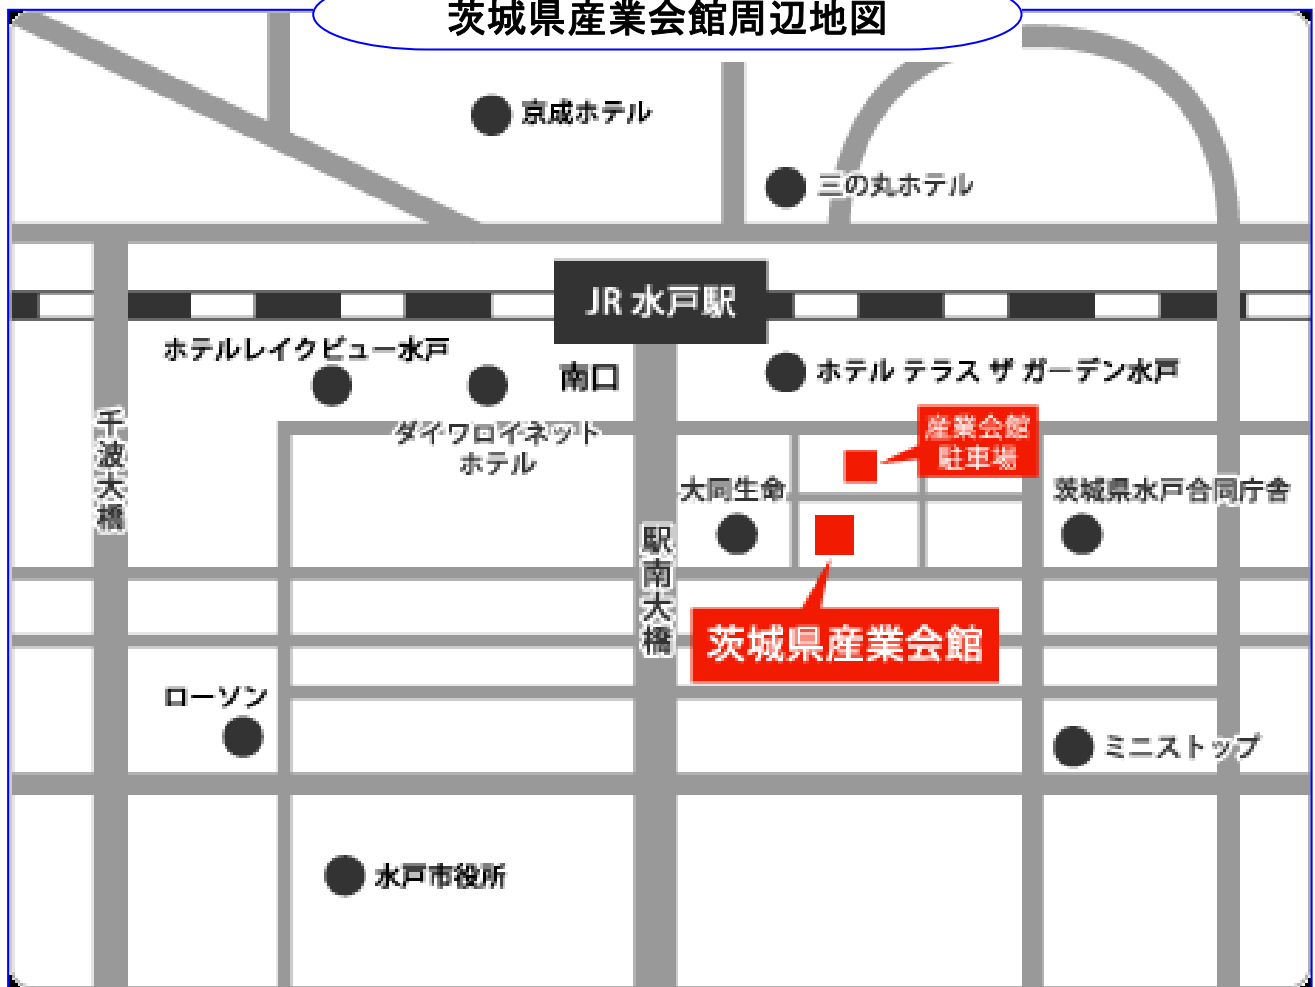 茨城県産業会館周辺地図
京成ホテル
三の丸ホテル
JR 水戸駅
ホテルレイクビュー水戸
南口
ホテル テラス ザ ガーデン水戸
千波大橋
ダイワロイネット
ホテル
産業会館
駐車場
大同生命
茨城県水戸合同庁舎
駅南大橋
茨城県産業会館
ローソン
ミニストップ
水戸市役所